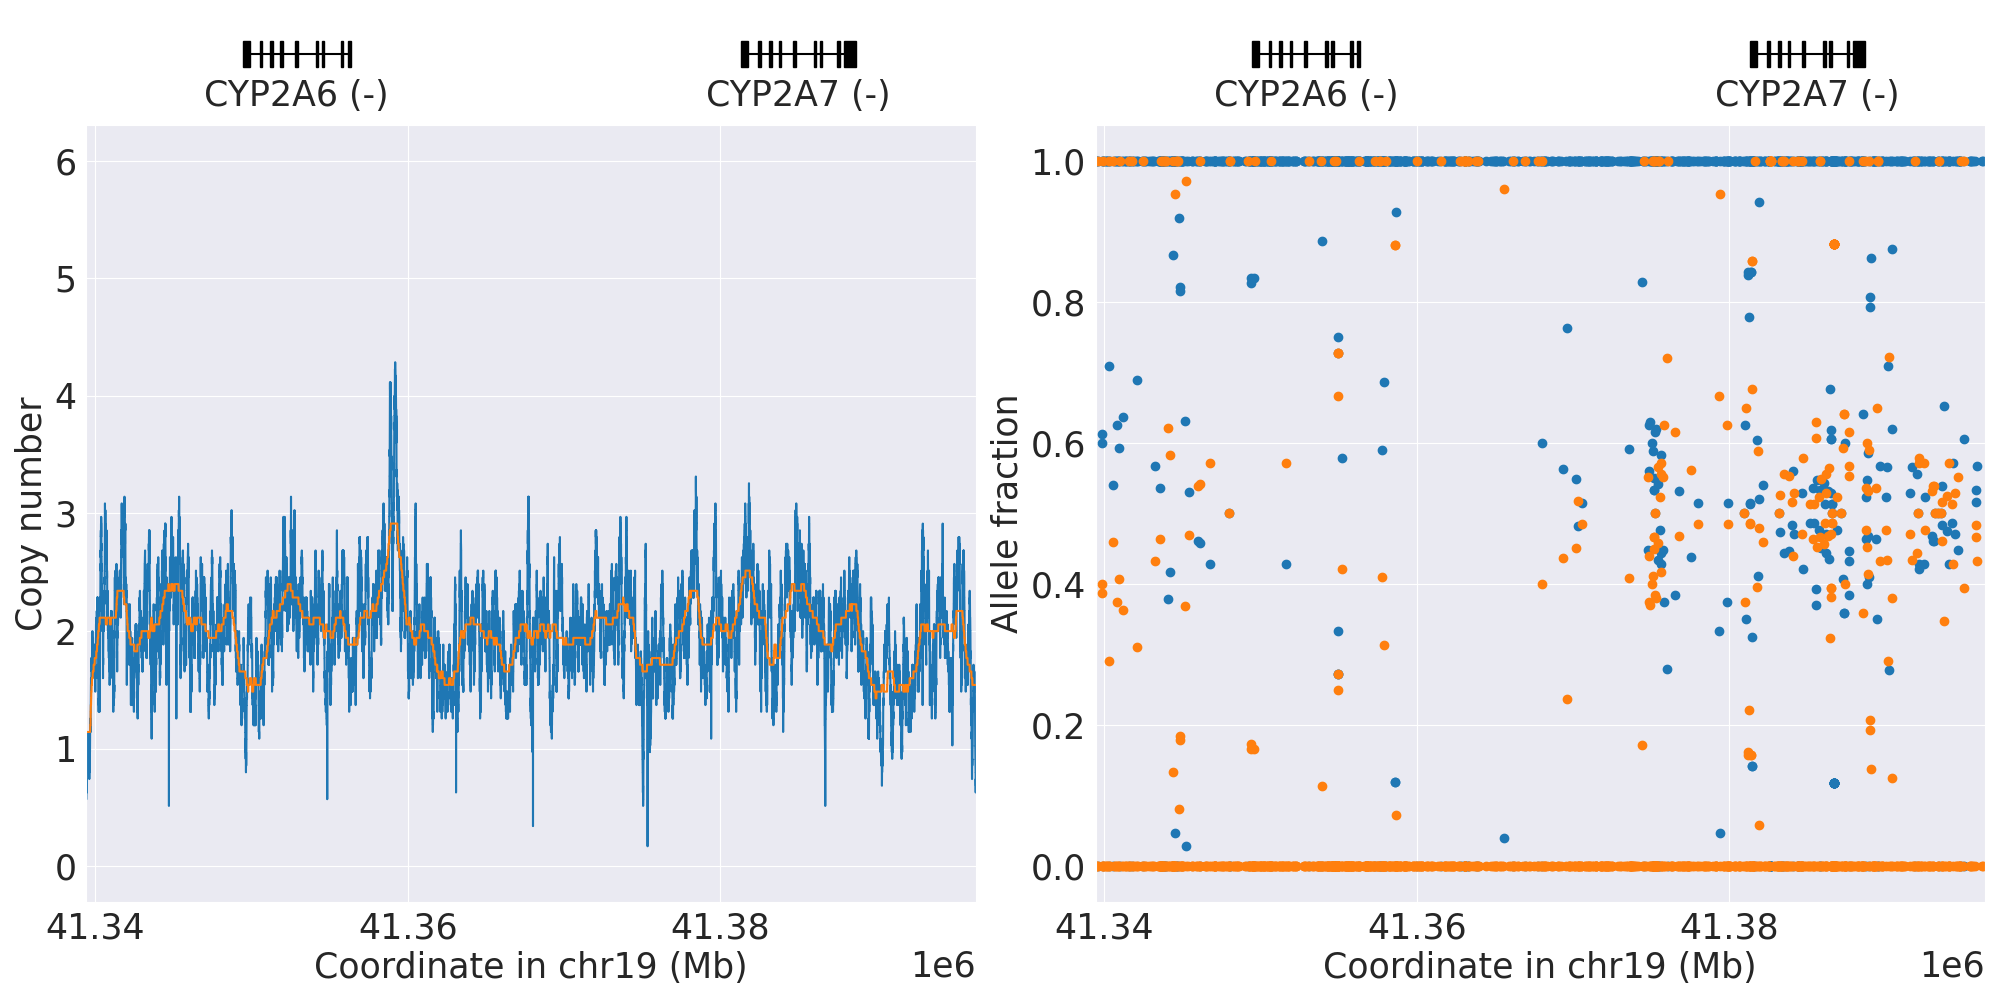 CYP2A6 (-) CYP2A7 (-)
6
5
4
3
2
1
0
Copy number
41.34 41.36 41.38
Coordinate in chr19 (Mb) 1e6
CYP2A6 (-) CYP2A7 (-)
1.0
0.8
0.6
0.4
0.2
0.0
Allele fraction
41.34 41.36 41.38
Coordinate in chr19 (Mb) 1e6